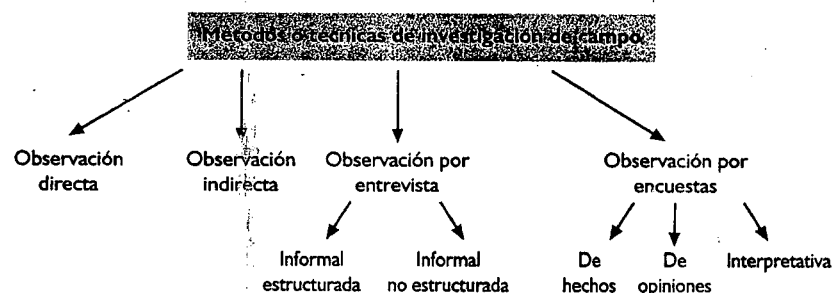 Métodos o técnicas de investigación de campo
Observación
directa
Observación
indirecta
Observación por
entrevista
Observación por
encuestas
Informal
estructurada
Informal
no estructurada
De
hechos
De
opiniones
Interpretativa